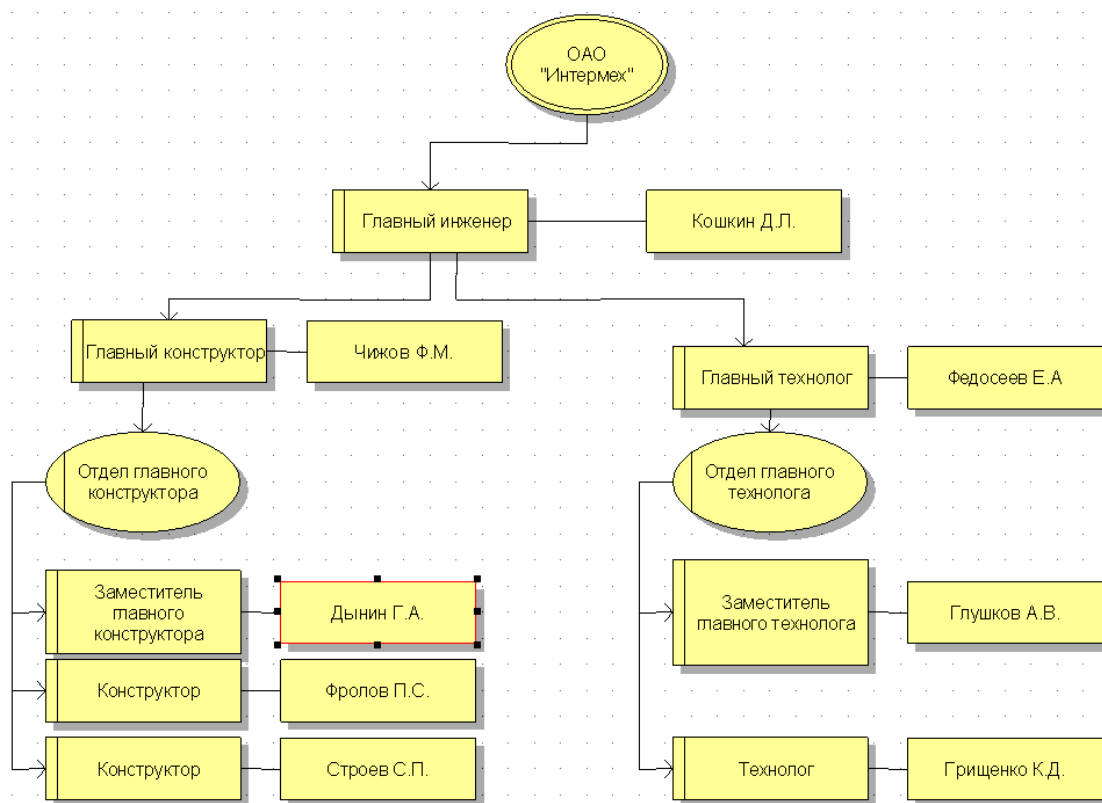 ОАО
"Интермех"
Главный инженер
Кошкин Д.П.
Главный конструктор
Чижов Ф.М.
Главный технолог
Федосеев Е.А
Отдел главного
конструктора
Отдел главного
технолога
Заместитель
главного
конструктора
Дынин Г.А.
Заместитель
главного технолога
Глушков А.В.
Конструктор
Фролов П.С.
Конструктор
Строев С.П.
Технолог
Грищенко К.Д.